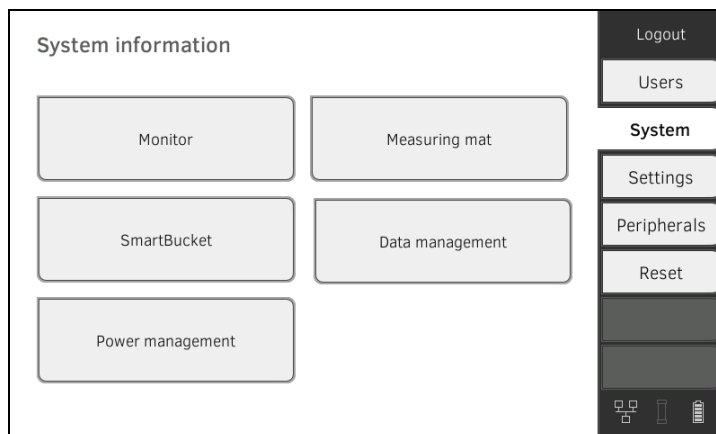 System information
Monitor
Measuring mat
SmartBucket
Data management
Power management
Logout
Users
System
Settings
Peripherals
Reset